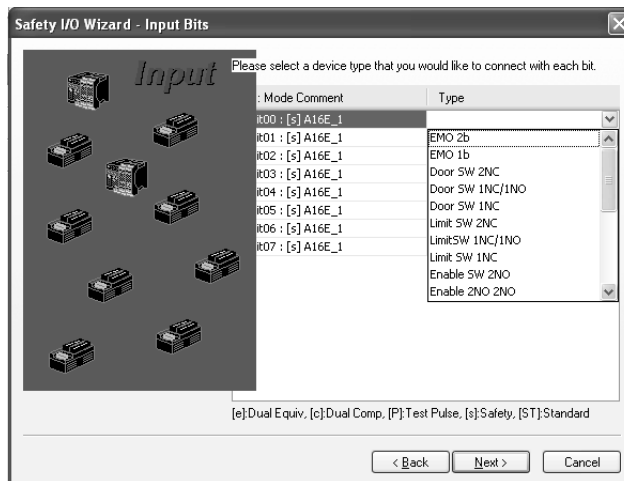 Safety I/O Wizard - Input Bits
Input
Please select a device type that you would like to connect with each bit.
: Mode Comment Type
it00 : [s] A16E_1
it01 : [s] A16E_1
it02 : [s] A16E_1
it03 : [s] A16E_1
it04 : [s] A16E_1
it05 : [s] A16E_1
it06 : [s] A16E_1
it07 : [s] A16E_1
EMO 2b
EMO 1b
Door SW 2NC
Door SW 1NC/1NO
Door SW 1NC
Limit SW 2NC
LimitSW 1NC/1NO
Limit SW 1NC
Enable SW 2NO
Enable 2NO 2NO
[e]:Dual Equiv, [c]:Dual Comp, [P]:Test Pulse, [s]:Safety, [ST]:Standard
< Back Next > Cancel